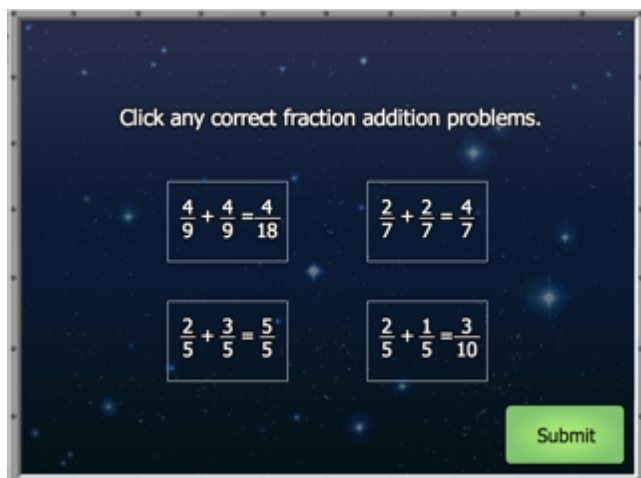 Click any correct fraction addition problems.
4/9 + 4/9 = 4/18
2/7 + 2/7 = 4/7
2/5 + 3/5 = 5/5
2/5 + 1/5 = 3/10
Submit